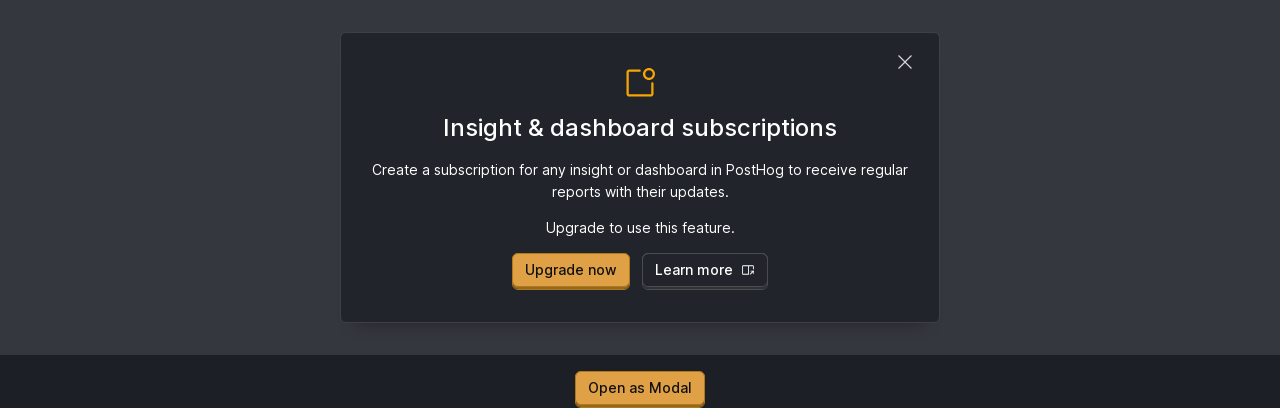 Insight & dashboard subscriptions
Create a subscription for any insight or dashboard in PostHog to receive regular
reports with their updates.
Upgrade to use this feature.
Upgrade now
Learn more
Open as Modal